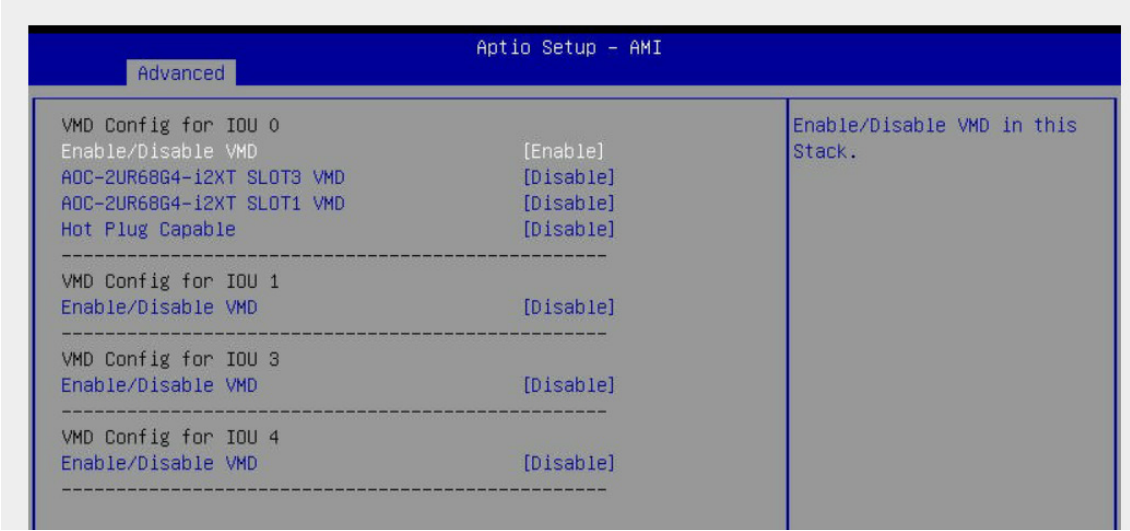 Aptio Setup – AMI
Advanced
VMD Config for IOU 0
Enable/Disable VMD [Enable]
AOC-2UR68G4-i2XT SLOT3 VMD [Disable]
AOC-2UR68G4-i2XT SLOT1 VMD [Disable]
Hot Plug Capable [Disable]
VMD Config for IOU 1
Enable/Disable VMD [Disable]
VMD Config for IOU 3
Enable/Disable VMD [Disable]
VMD Config for IOU 4
Enable/Disable VMD [Disable]
Enable/Disable VMD in this
Stack.